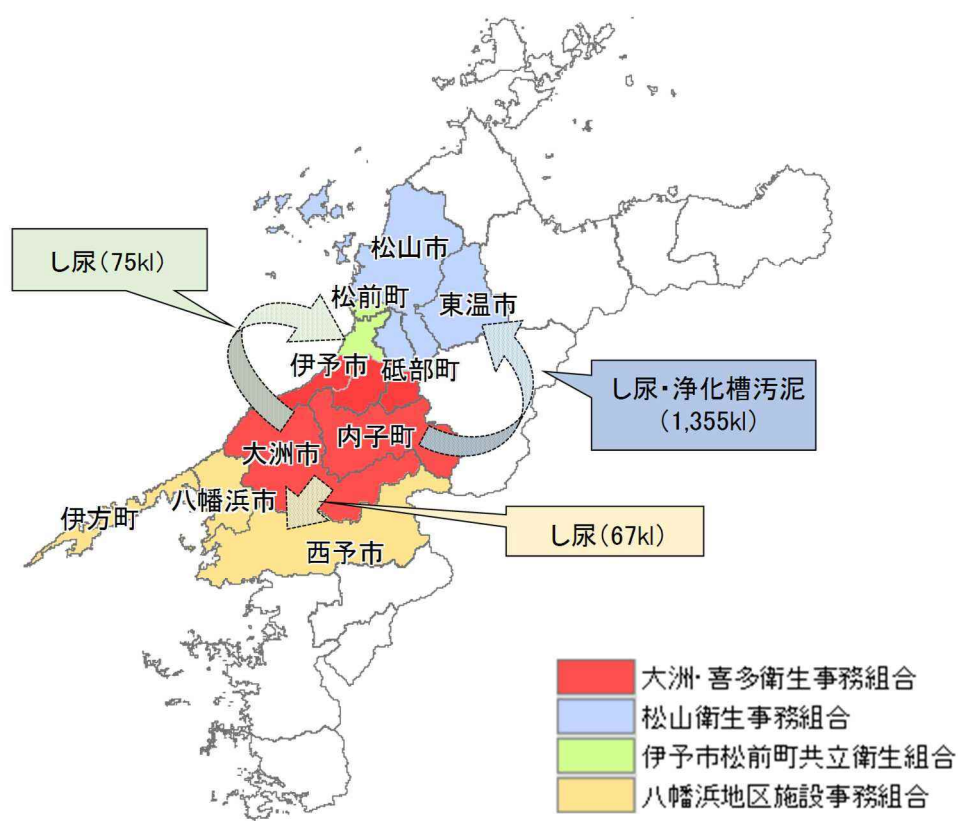 松山市
し尿(75kl)
松前町
東温市
伊予市
砥部町
し尿・浄化槽汚泥
(1,355kl)
内子町
大洲市
八幡浜市
伊方町
し尿(67kl)
西予市
大洲・喜多衛生事務組合
松山衛生事務組合
伊予市松前町共立衛生組合
八幡浜地区施設事務組合